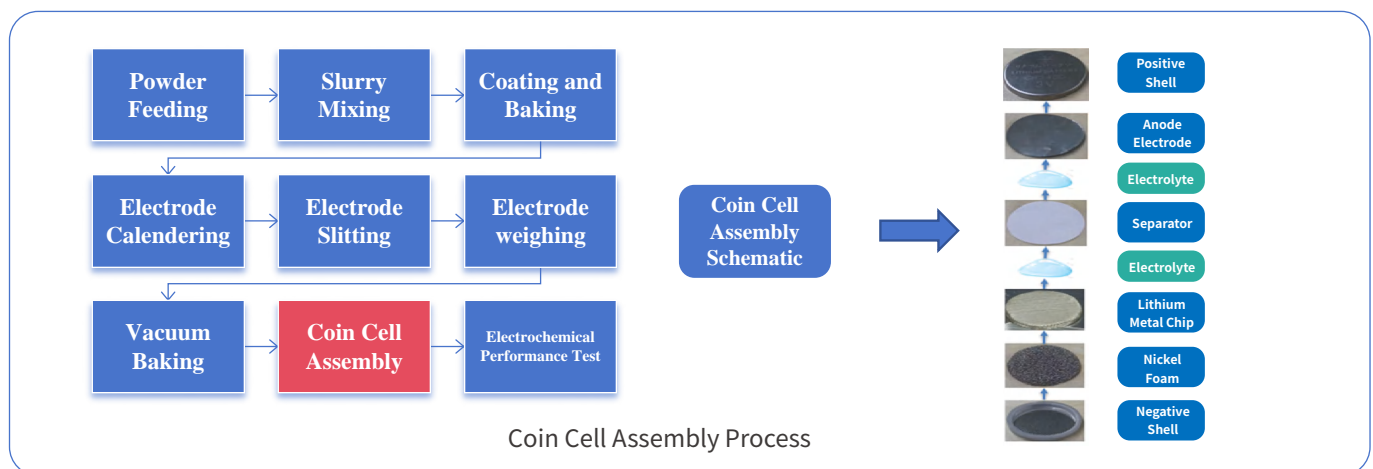 Powder
Feeding
Slurry
Mixing
Coating and
Baking
Electrode
Calendering
Electrode
Slitting
Electrode
weighing
Vacuum
Baking
Coin Cell
Assembly
Electrochemical
Performance Test
Coin Cell
Assembly
Schematic
Positive
Shell
Anode
Electrode
Electrolyte
Separator
Electrolyte
Lithium
Metal Chip
Nickel
Foam
Negative
Shell
Coin Cell Assembly Process